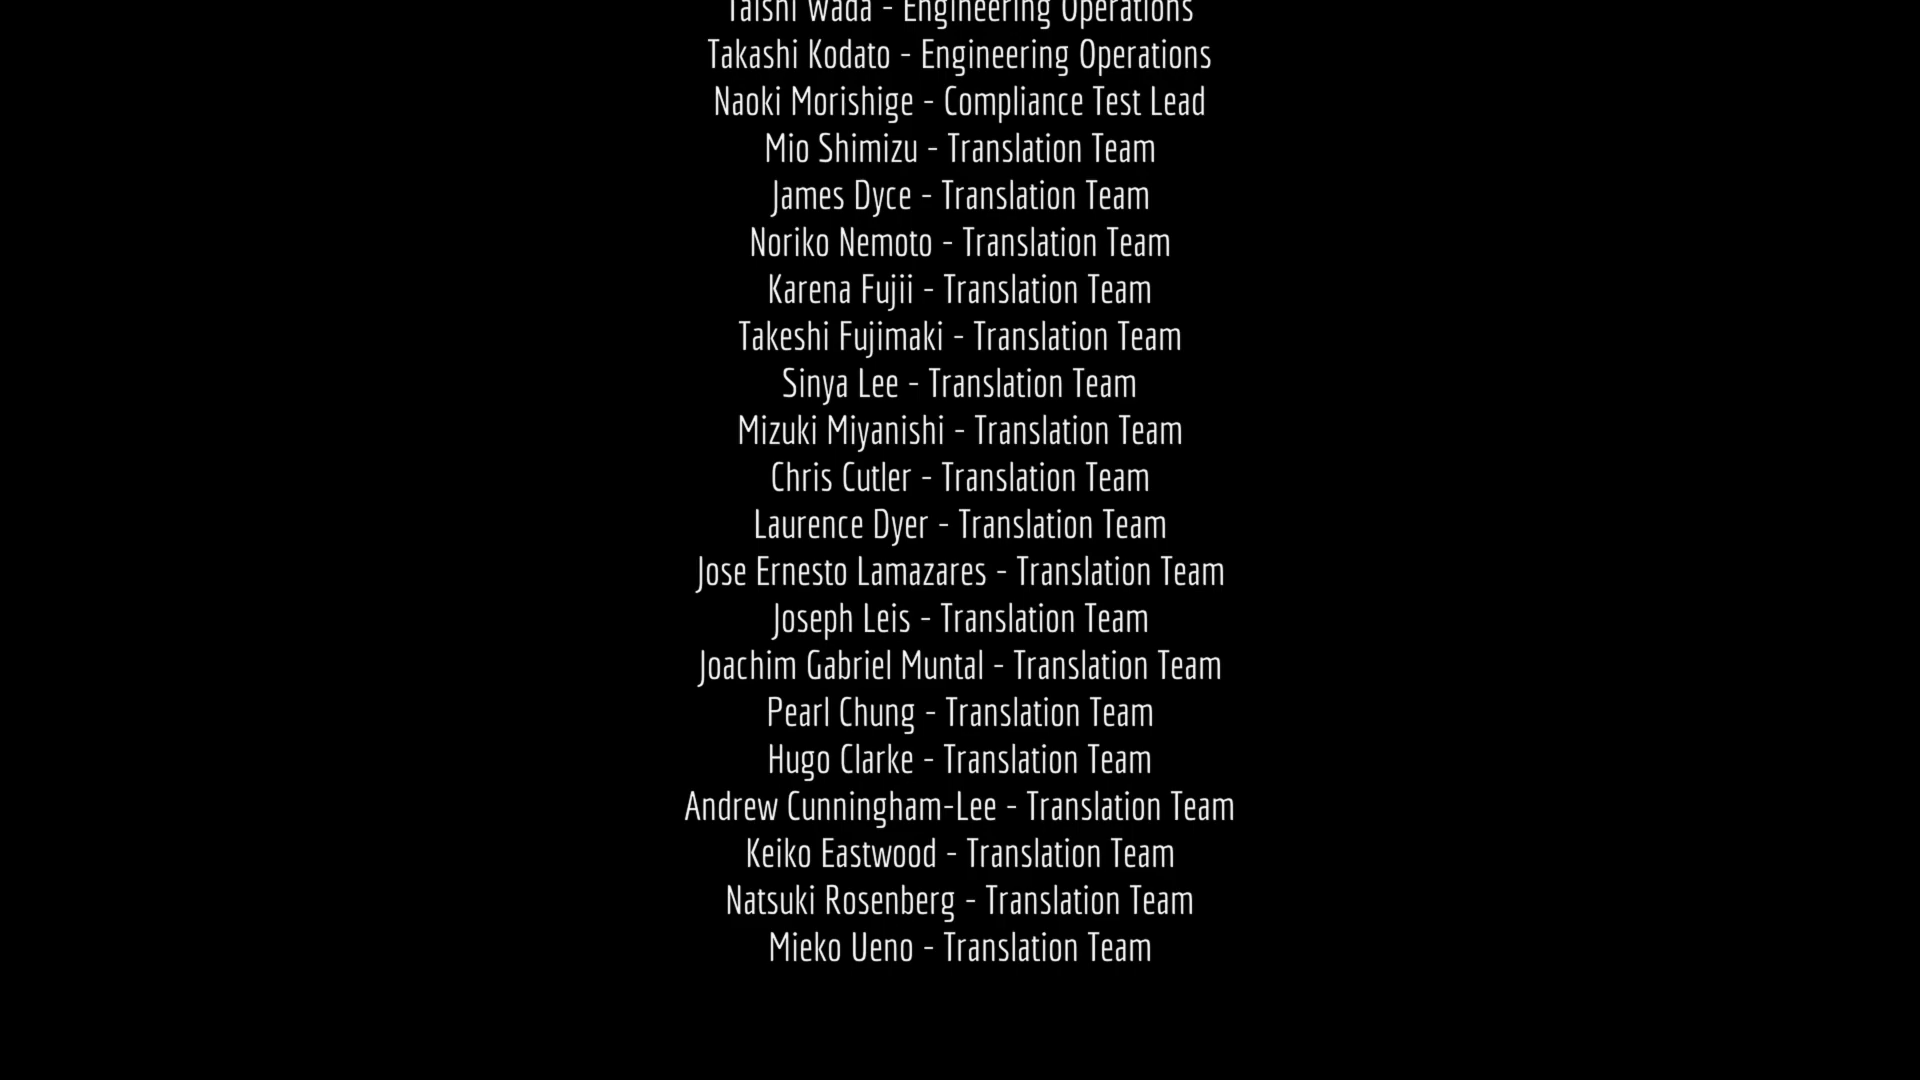 Taishi Wada - Engineering Operations
Takashi Kodato - Engineering Operations
Naoki Morishige - Compliance Test Lead
Mio Shimizu - Translation Team
James Dyce - Translation Team
Noriko Nemoto - Translation Team
Karena Fujii - Translation Team
Takeshi Fujimaki - Translation Team
Sinya Lee - Translation Team
Mizuki Miyanishi - Translation Team
Chris Cutler - Translation Team
Laurence Dyer - Translation Team
Jose Ernesto Lamazares - Translation Team
Joseph Leis - Translation Team
Joachim Gabriel Muntal - Translation Team
Pearl Chung - Translation Team
Hugo Clarke - Translation Team
Andrew Cunningham-Lee - Translation Team
Keiko Eastwood - Translation Team
Natsuki Rosenberg - Translation Team
Mieko Ueno - Translation Team